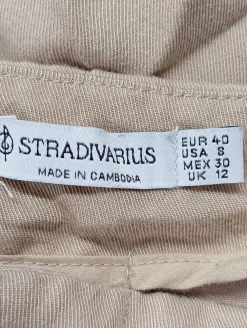 STRADIVARIUS
MADE IN CAMBODIA
EUR 40
USA 8
MEX 30
UK 12